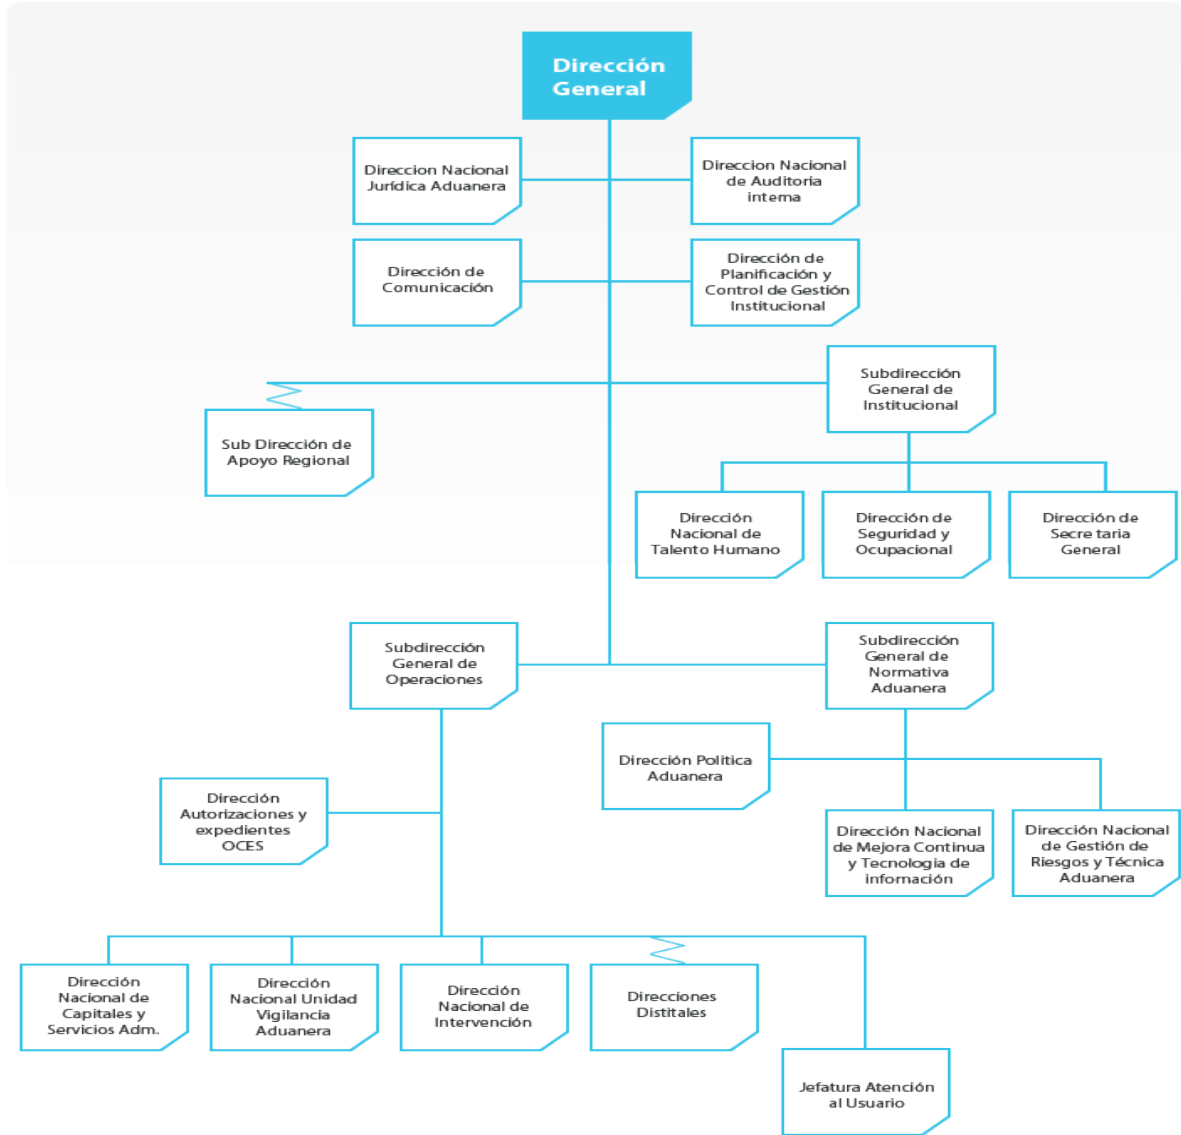 Dirección
General
Direccion Nacional
Jurídica Aduanera
Direccion Nacional
de Auditoria
interna
Dirección de
Comunicación
Dirección de
Planificación y
Control de Gestión
Institucional
Subdirección
General de
Institucional
Sub Dirección de
Apoyo Regional
Dirección
Nacional de
Talento Humano
Dirección de
Seguridad y
Ocupacional
Dirección de
Secre taria
General
Subdirección
General de
Operaciones
Subdirección
General de
Normativa
Aduanera
Dirección Politica
Aduanera
Dirección
Autorizaciones y
expedientes
OCES
Dirección Nacional
de Mejora Continua
y Tecnologia de
información
Dirección Nacional
de Gestión de
Riesgos y Técnica
Aduanera
Dirección
Nacional de
Capitales y
Servicios Adm.
Dirección
Nacional Unidad
Vigilancia
Aduanera
Dirección
Nacional de
Intervención
Direcciones
Distitales
Jefatura Atención
al Usuario